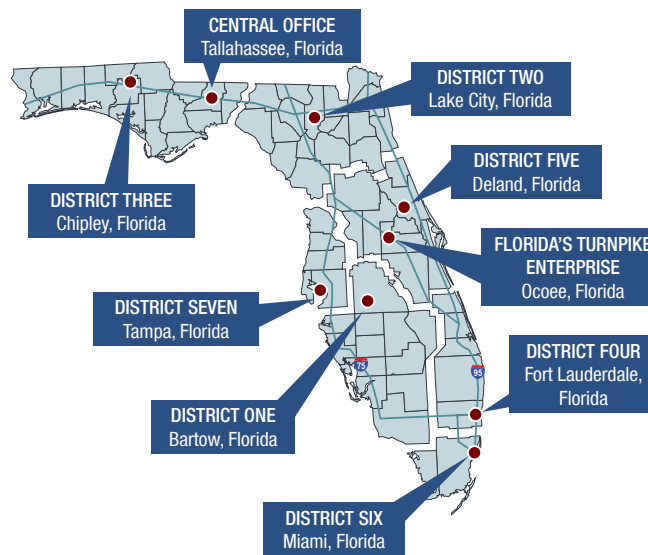 CENTRAL OFFICE
Tallahassee, Florida
DISTRICT TWO
Lake City, Florida
DISTRICT FIVE
Deland, Florida
DISTRICT THREE
Chipley, Florida
FLORIDA'S TURNPIKE
ENTERPRISE
Ocoee, Florida
DISTRICT SEVEN
Tampa, Florida
DISTRICT FOUR
Fort Lauderdale,
Florida
75
95
DISTRICT ONE
Bartow, Florida
DISTRICT SIX
Miami, Florida